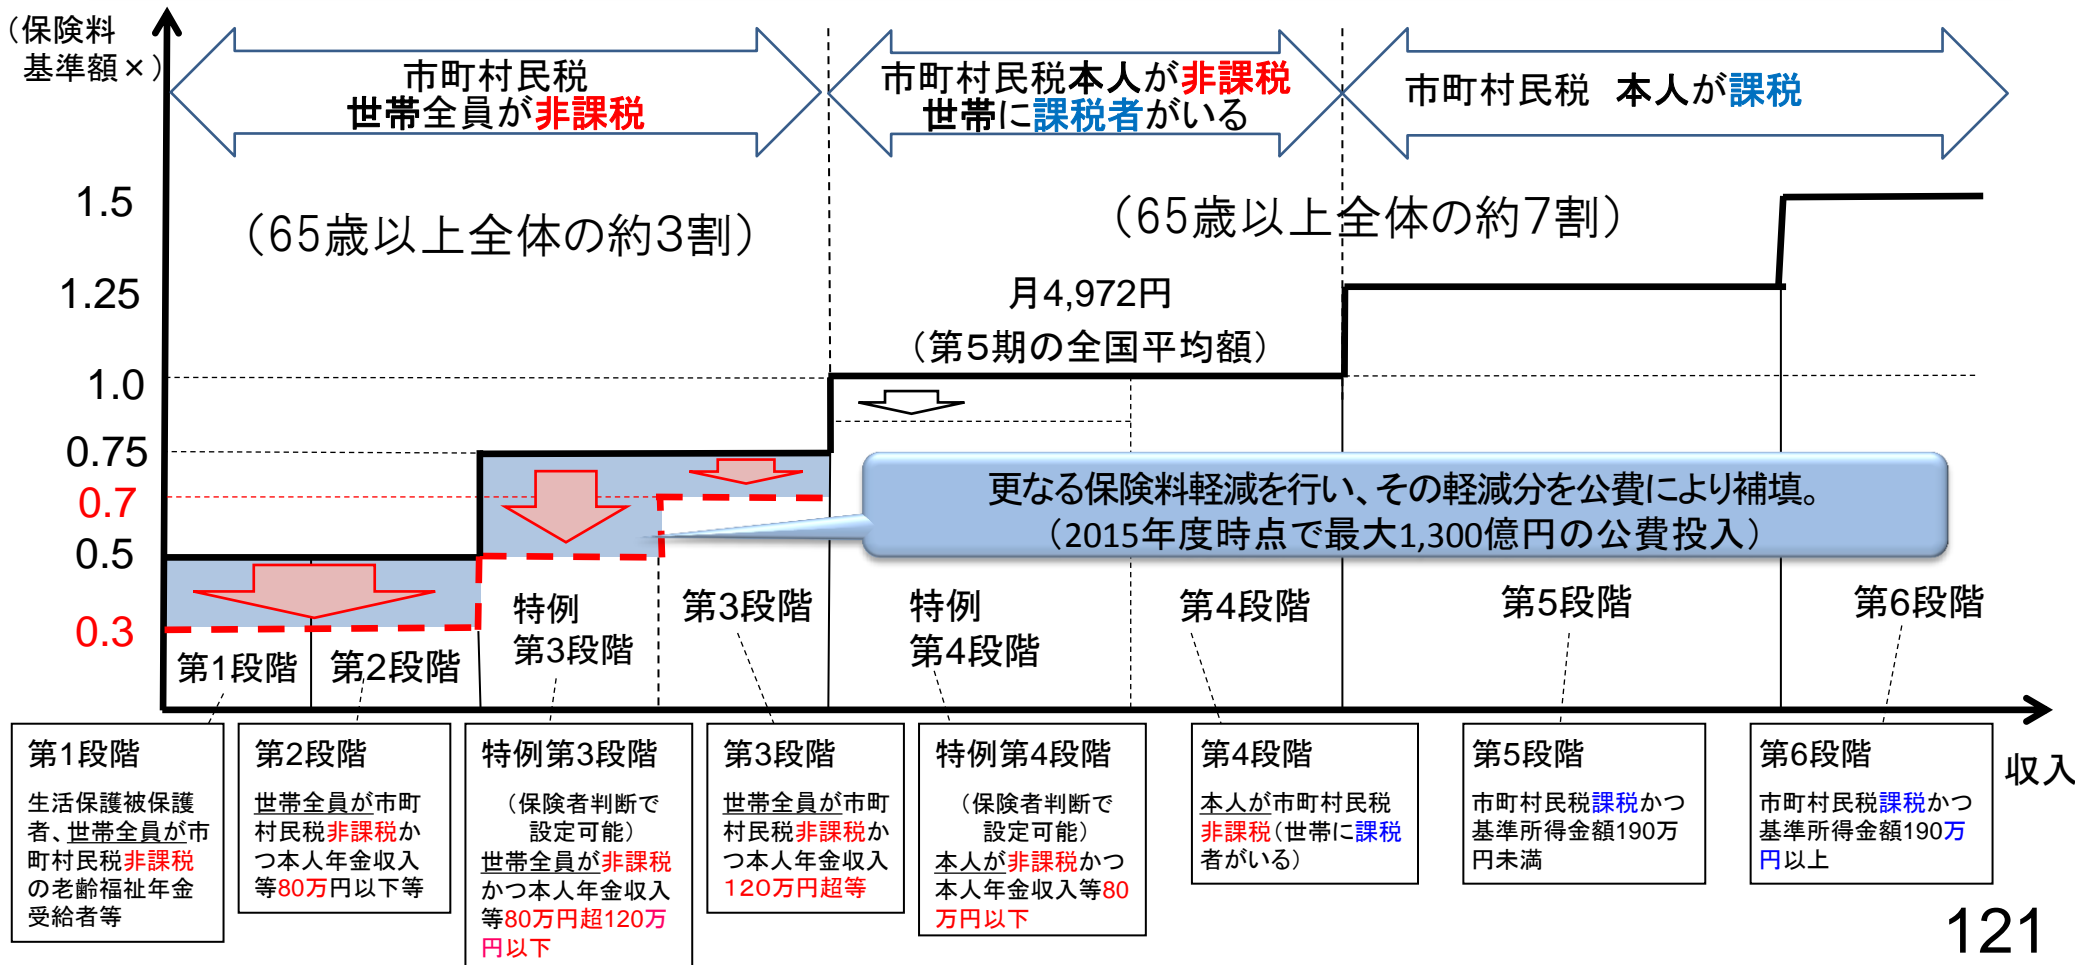 （保険料
基準額×）
市町村民税
世帯全員が非課税
市町村民税本人が非課税
世帯に課税者がいる
市町村民税　本人が課税
（65歳以上全体の約3割）
（65歳以上全体の約7割）
1.5
1.25
1.0
0.75
0.7
0.5
0.3
月4,972円
（第5期の全国平均額）
更なる保険料軽減を行い、その軽減分を公費により補填。
（2015年度時点で最大1,300億円の公費投入）
第1段階
第2段階
特例
第3段階
第3段階
特例
第4段階
第4段階
第5段階
第6段階
収入
第1段階
生活保護被保護
者、世帯全員が市
町村民税非課税
の老齢福祉年金
受給者等
第2段階
世帯全員が市町
村民税非課税か
つ本人年金収入
等80万円以下等
特例第3段階
（保険者判断で
設定可能）
世帯全員が非課税
かつ本人年金収入
等80万円超120万
円以下
第3段階
世帯全員が市町
村民税非課税か
つ本人年金収入
120万円超等
特例第4段階
（保険者判断で
設定可能）
本人が非課税かつ
本人年金収入等80
万円以下
第4段階
本人が市町村民税
非課税（世帯に課税
者がいる）
第5段階
市町村民税課税かつ
基準所得金額190万
円未満
第6段階
市町村民税課税かつ
基準所得金額190万
円以上
121